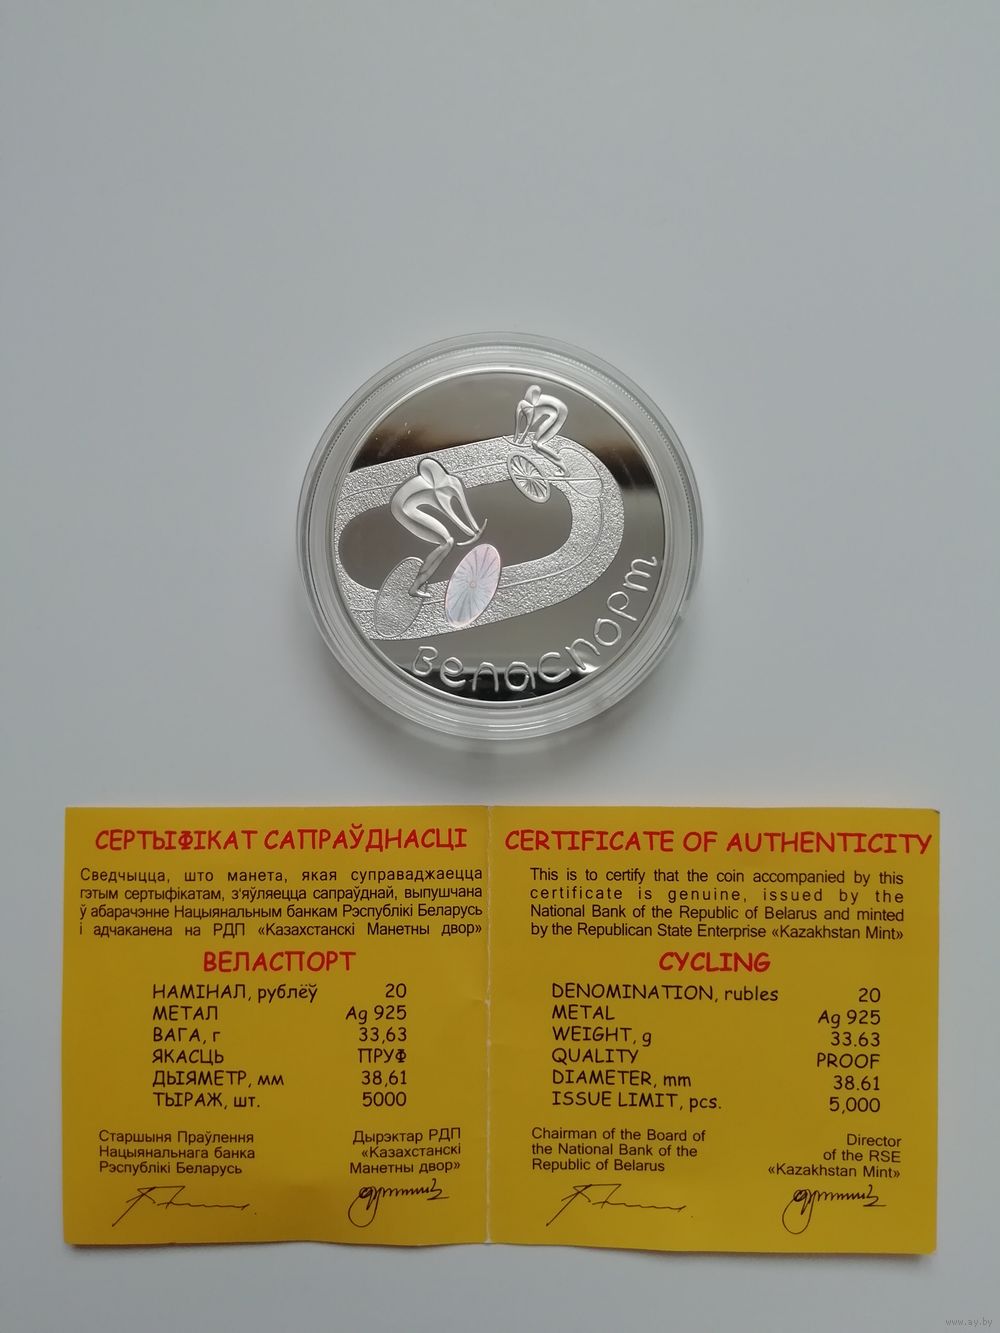 веласпорт
СЕРТЫФІКАТ САПРАЎДНАСЦІ
Сведчыцца, што манета, якая суправаджаецца
гэтым сертыфікатам, з'яўляецца сапраўднай, выпушчана
ў абарачэнне Нацыянальным банкам Рэспублікі Беларусь
і адчаканена на РДП «Казахстанскі Манетны двор»
ВЕЛАСПОРТ
НАМІНАЛ, рублёў 20
МЕТАЛ Ag 925
ВАГА, г 33,63
ЯКАСЦЬ ПРУФ
ДЫЯМЕТР, мм 38,61
ТЫРАЖ, шт. 5000
Старшыня Праўлення
Нацыянальнага банка
Рэспублікі Беларусь
Дырэктар РДП
«Казахстанскі
Манетны двор»
CERTIFICATE OF AUTHENTICITY
This is to certify that the coin accompanied by this
certificate is genuine, issued by the
National Bank of the Republic of Belarus and minted
by the Republican State Enterprise «Kazakhstan Mint»
CYCLING
DENOMINATION, rubles 20
METAL Ag 925
WEIGHT, g 33.63
QUALITY PROOF
DIAMETER, mm 38.61
ISSUE LIMIT, pcs. 5,000
Chairman of the Board of
the National Bank of the
Republic of Belarus
Director
of the RSE
«Kazakhstan Mint»
www.ay.by